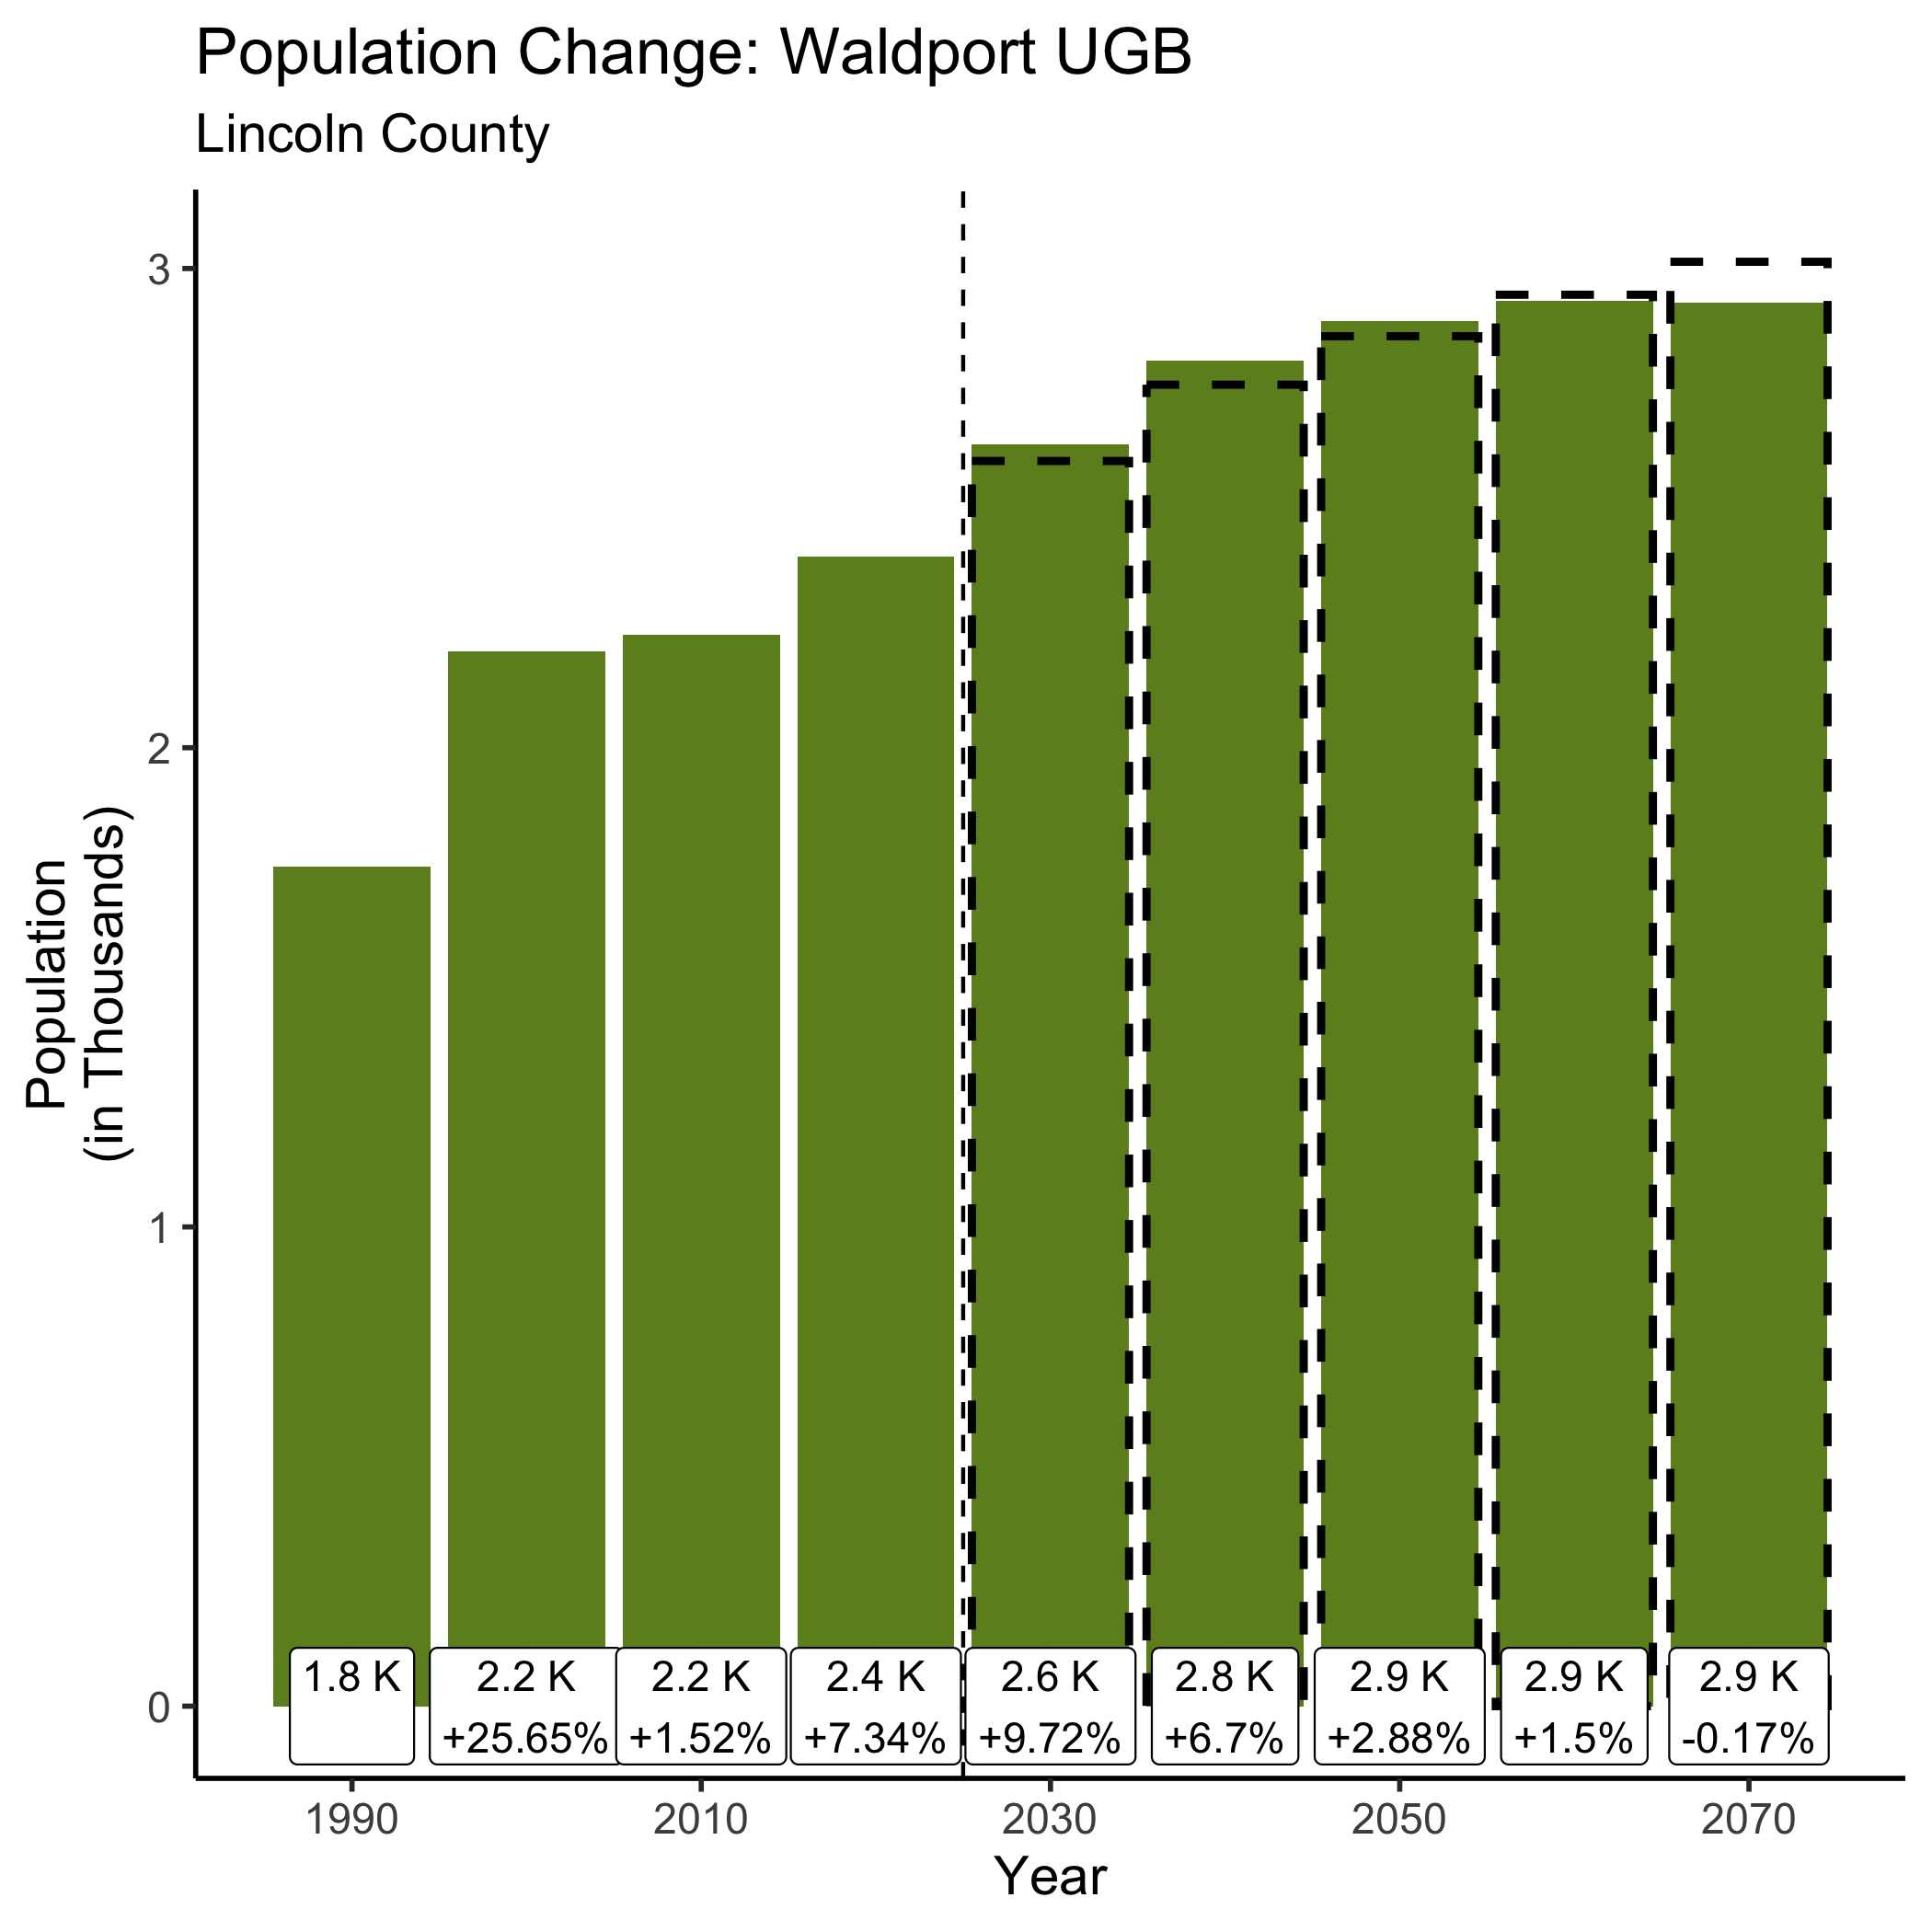 Population Change: Waldport UGB
Lincoln County
Population
(in Thousands)
3
2
1
0
1.8 K
2.2 K
+25.65%
2.2 K
+1.52%
2.4 K
+7.34%
2.6 K
+9.72%
2.8 K
+6.7%
2.9 K
+2.88%
2.9 K
+1.5%
2.9 K
-0.17%
1990
2010
2030
2050
2070
Year